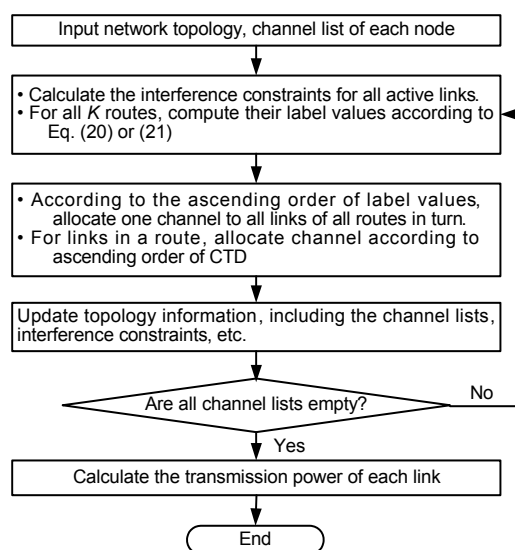 Input network topology, channel list of each node
• Calculate the interference constraints for all active links.
• For all K routes, compute their label values according to
Eq. (20) or (21)
• According to the ascending order of label values,
allocate one channel to all links of all routes in turn.
• For links in a route, allocate channel according to
ascending order of CTD
Update topology information, including the channel lists,
interference constraints, etc.
Are all channel lists empty?
No
Yes
Calculate the transmission power of each link
End